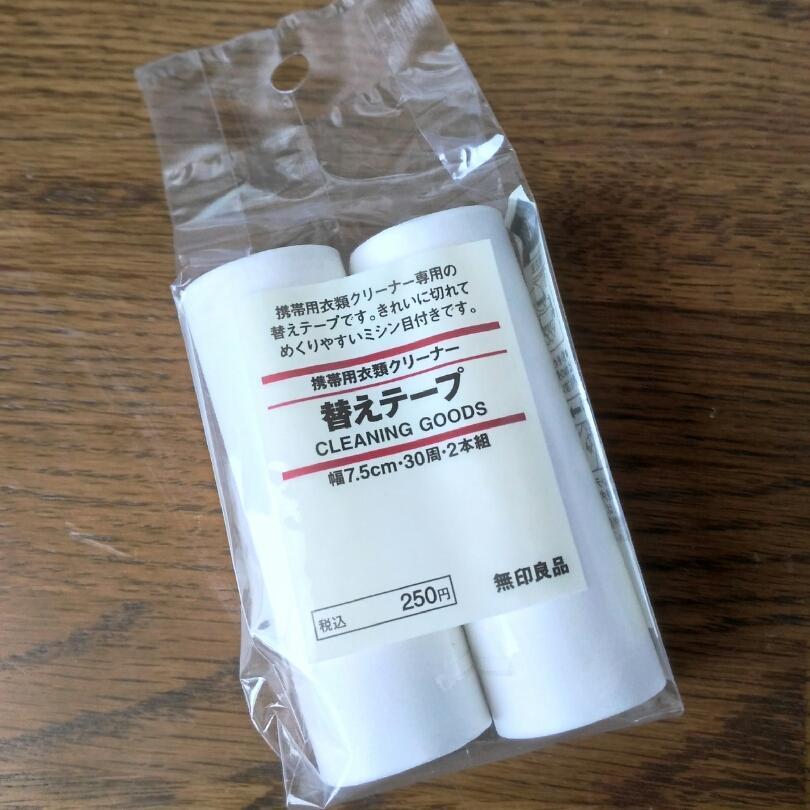 携帯用衣類クリーナー専用の
替えテープです。きれいに切れて
めくりやすいミシン目付きです。
携帯用衣類クリーナー
替えテープ
CLEANING GOODS
幅7.5cm・30周・2本組
税込 250円
無印良品